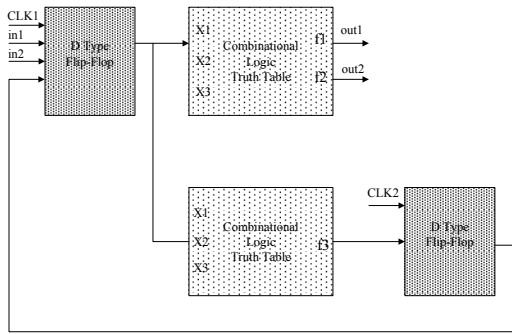 CLK1
in1
in2
D Type
Flip-Flop
X1
X2
X3
Combinational
Logic
Truth Table
f1
f2
out1
out2
X1
X2
X3
Combinational
Logic
Truth Table
f3
CLK2
D Type
Flip-Flop